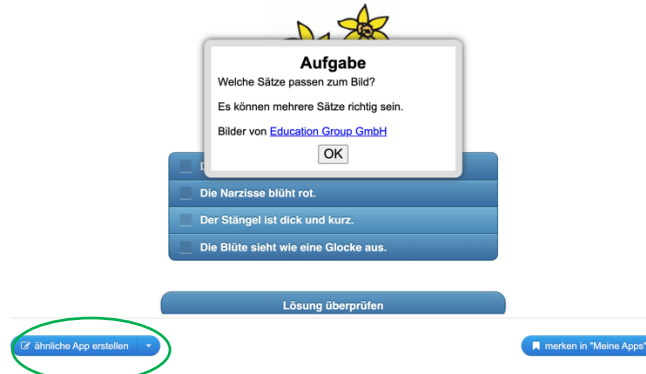 Aufgabe
Welche Sätze passen zum Bild?
Es können mehrere Sätze richtig sein.
Bilder von Education Group GmbH
OK
Die Narzisse blüht rot.
Der Stängel ist dick und kurz.
Die Blüte sieht wie eine Glocke aus.
Lösung überprüfen
ähnliche App erstellen
merken in "Meine Apps"